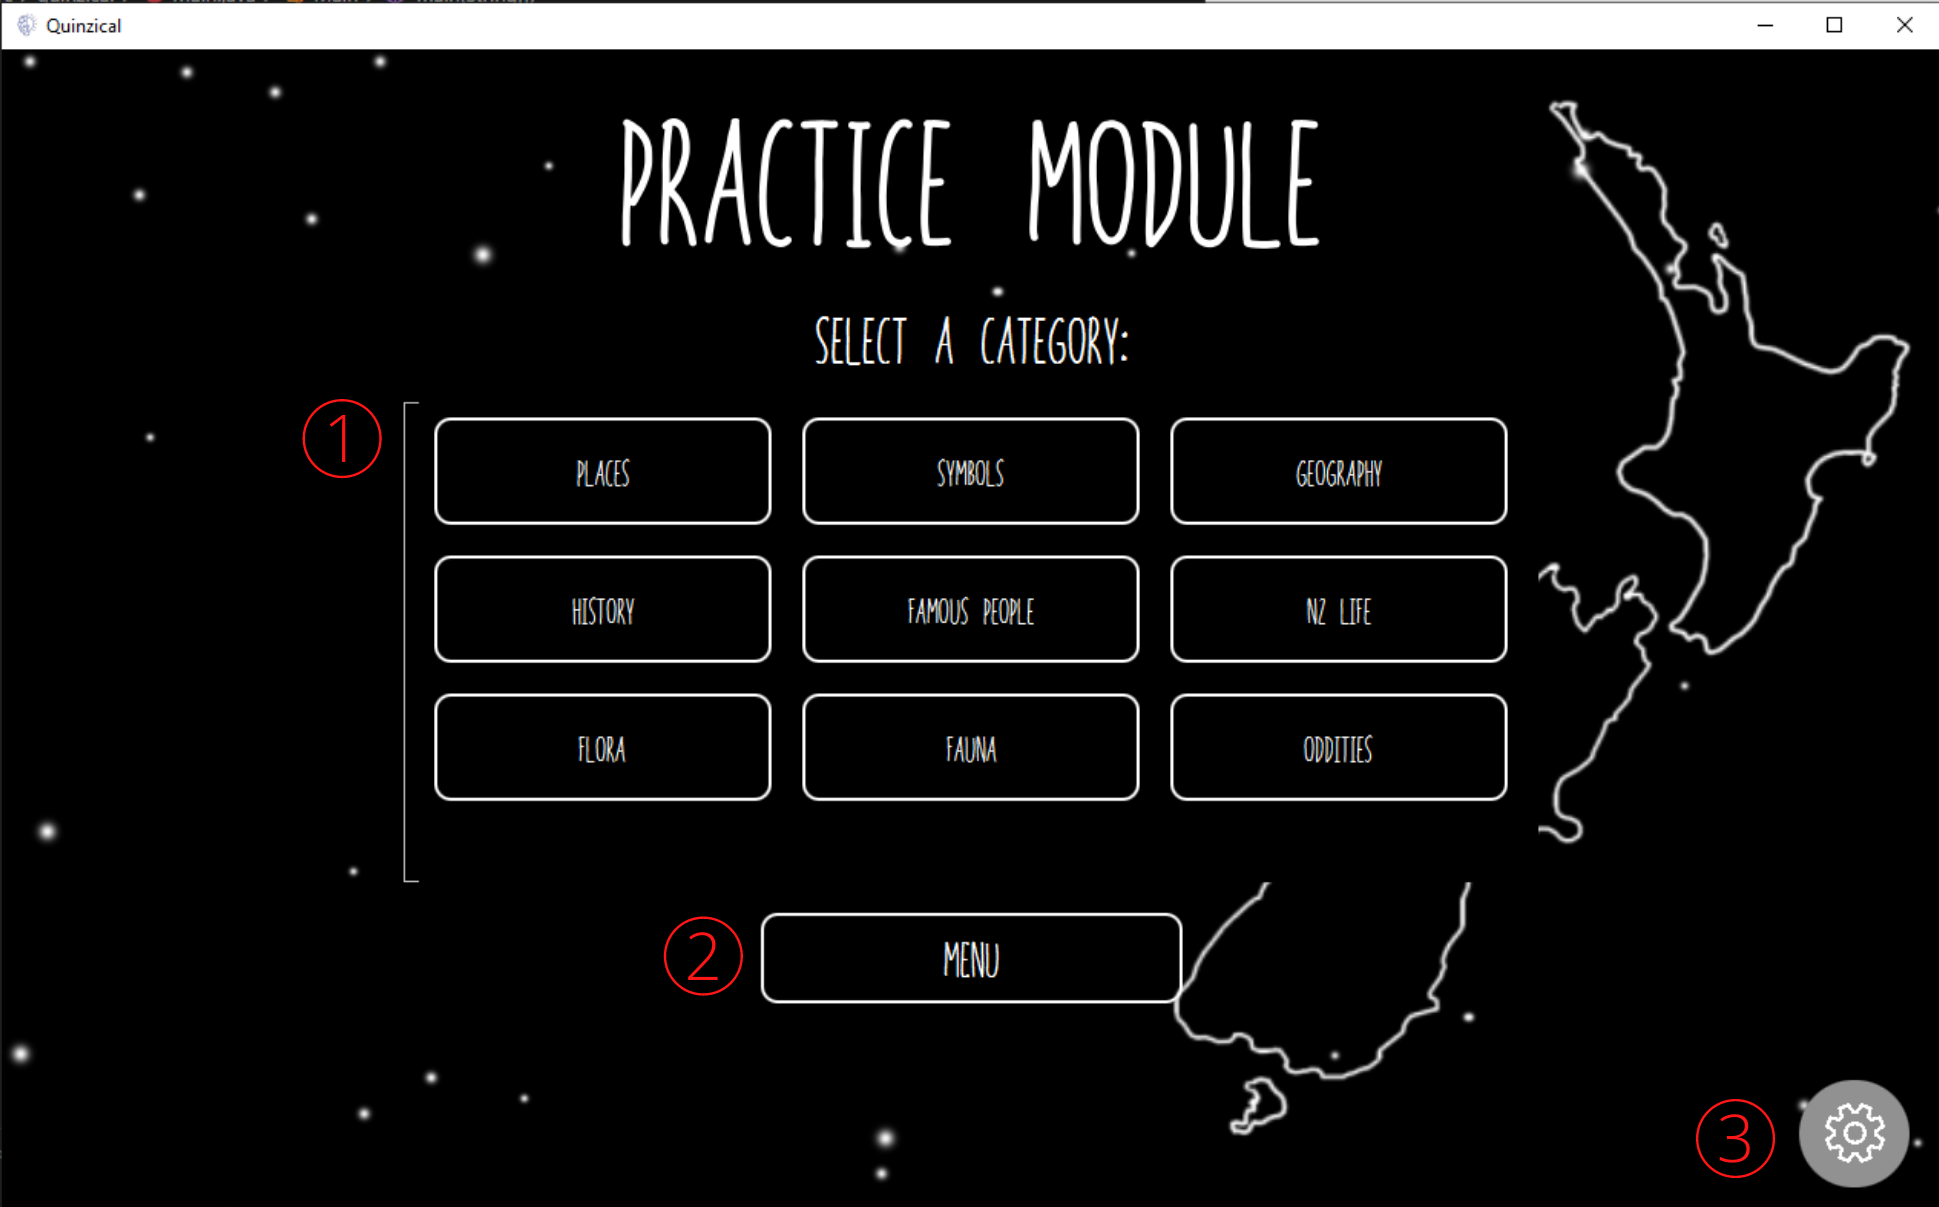 Quinzical
PRACTICE MODULE
SELECT A CATEGORY:
1
PLACES SYMBOLS GEOGRAPHY
HISTORY FAMOUS PEOPLE NZ LIFE
FLORA FAUNA ODDITIES
2 MENU
3